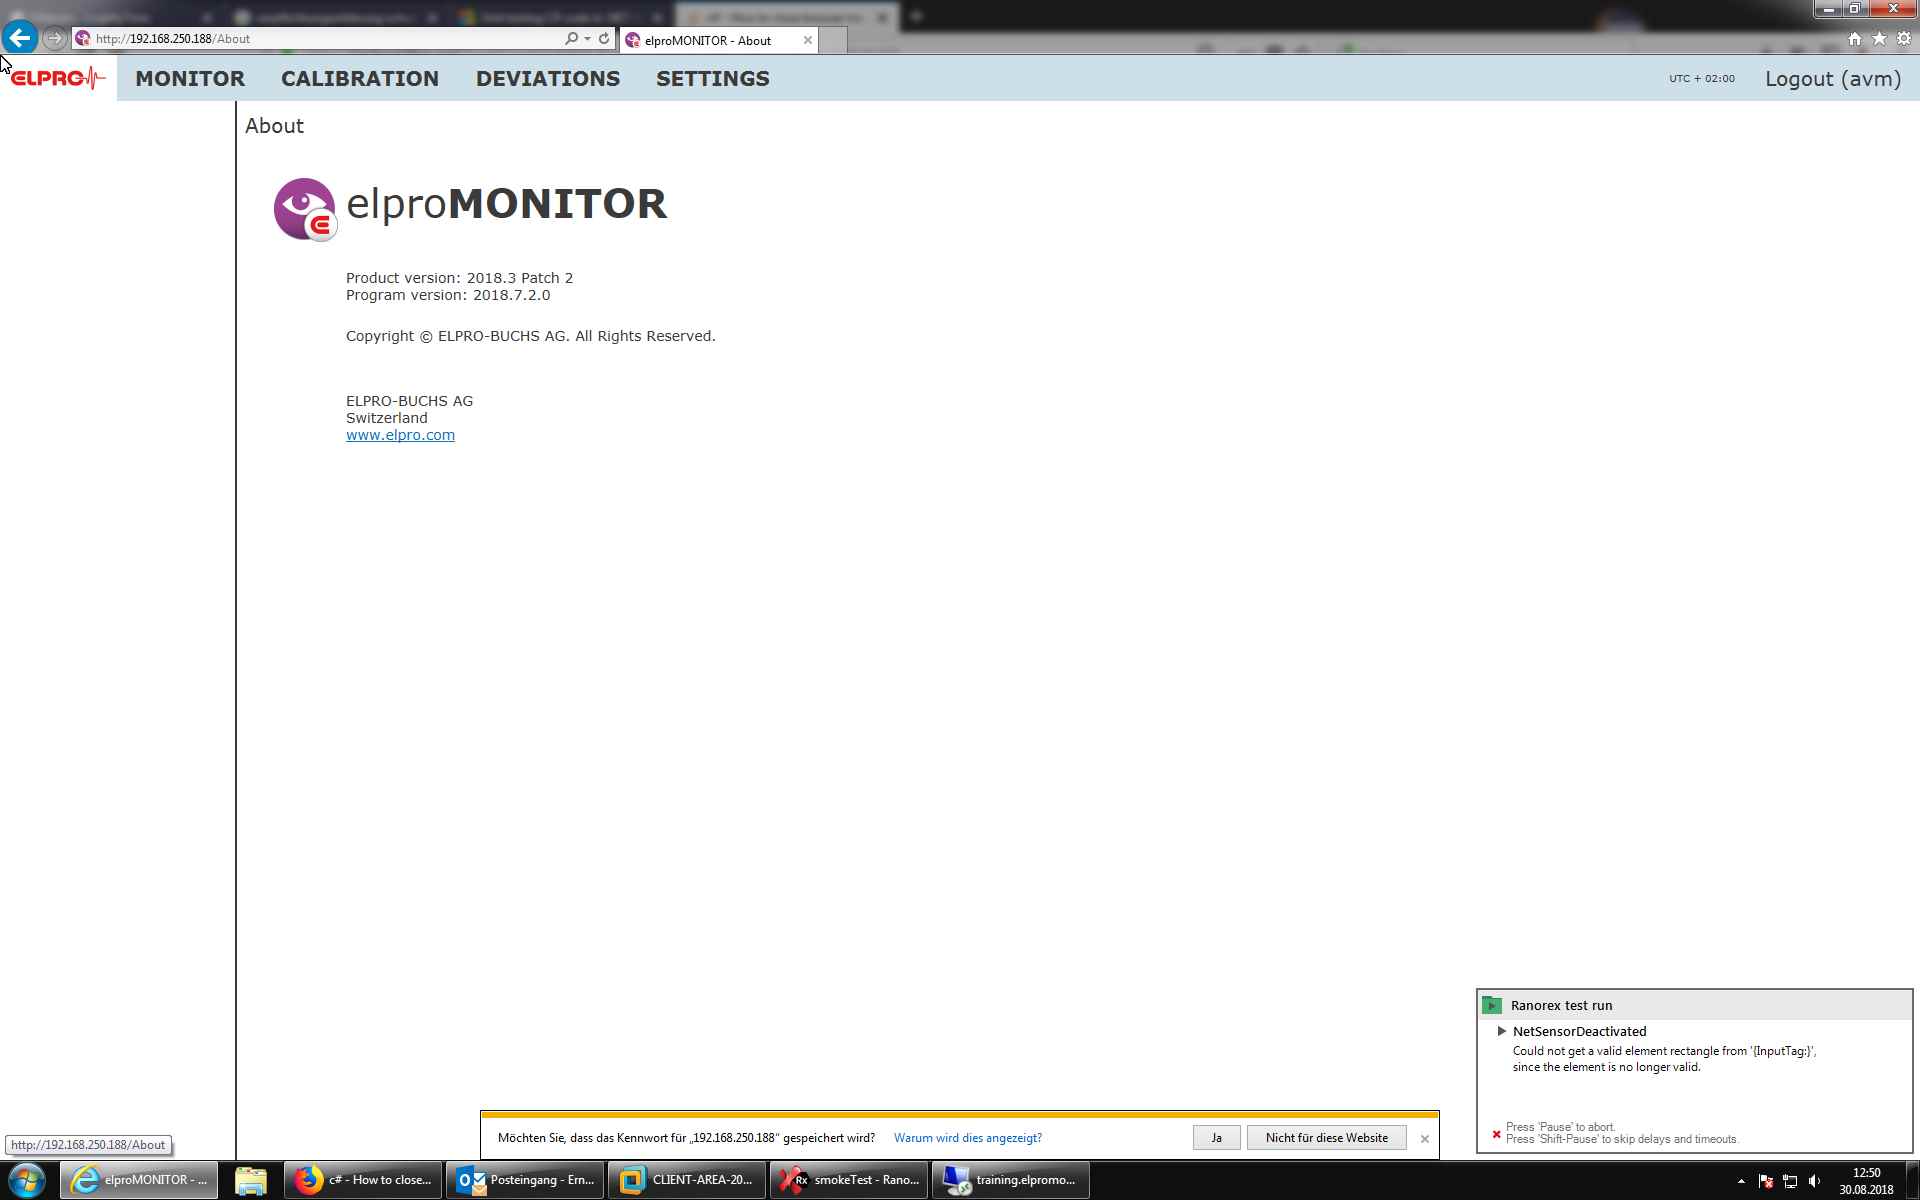 http://192.168.250.188/About
elproMONITOR - About
ELPRO
MONITOR
CALIBRATION
DEVIATIONS
SETTINGS
UTC + 02:00
Logout (avm)
About
elproMONITOR
Product version: 2018.3 Patch 2
Program version: 2018.7.2.0
Copyright © ELPRO-BUCHS AG. All Rights Reserved.
ELPRO-BUCHS AG
Switzerland
www.elpro.com
Ranorex test run
NetSensorDeactivated
Could not get a valid element rectangle from '{InputTag:}',
since the element is no longer valid.
Press 'Pause' to abort.
Press 'Shift-Pause' to skip delays and timeouts.
Möchten Sie, dass das Kennwort für „192.168.250.188“ gespeichert wird?
Warum wird dies angezeigt?
Ja
Nicht für diese Website
http://192.168.250.188/About
elproMONITOR - ...
c# - How to close...
Posteingang - Ern...
CLIENT-AREA-20...
smokeTest - Rano...
training.elpromo...
12:50
30.08.2018